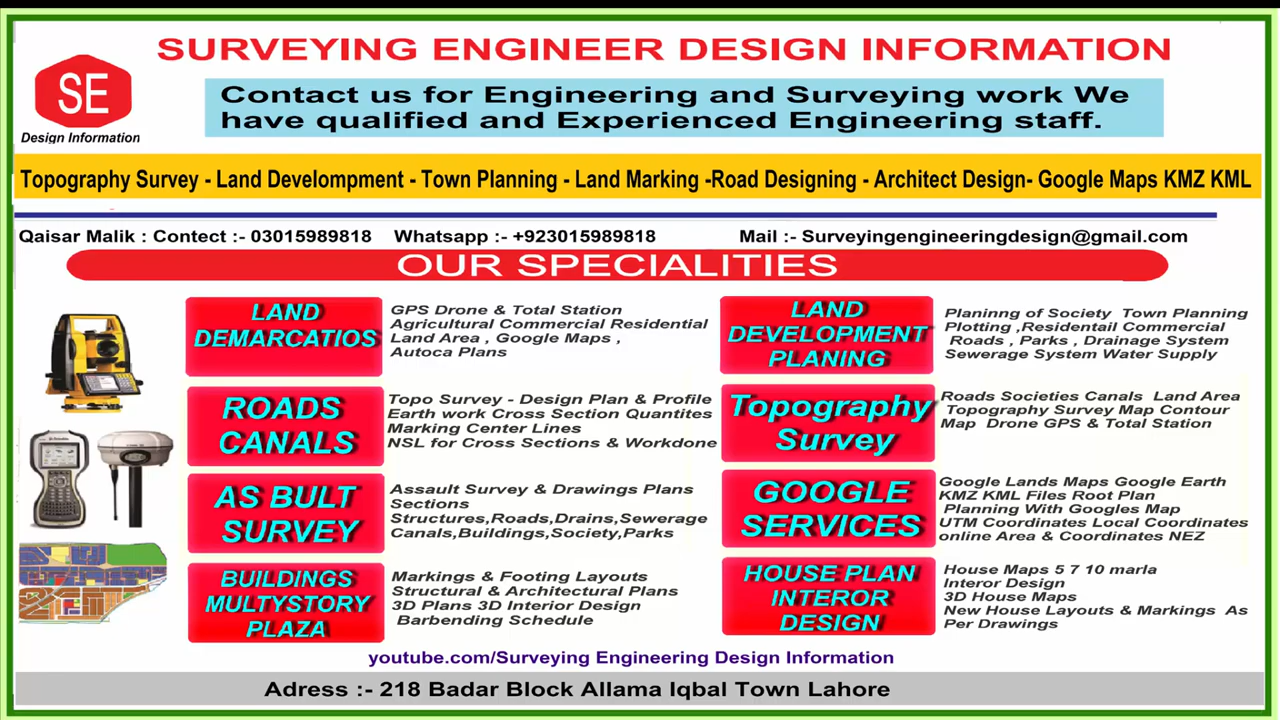 SURVEYING ENGINEER DESIGN INFORMATION
SE
Design Information
Contact us for Engineering and Surveying work We
have qualified and Experienced Engineering staff.
Topography Survey - Land Develompment - Town Planning - Land Marking -Road Designing - Architect Design- Google Maps KMZ KML
Qaisar Malik : Contect :- 03015989818 Whatsapp :- +923015989818 Mail :- Surveyingengineeringdesign@gmail.com
OUR SPECIALITIES
LAND
DEMARCATIOS
GPS Drone & Total Station
Agricultural Commercial Residential
Land Area , Google Maps ,
Autoca Plans
LAND
DEVELOPMENT
PLANING
Planinng of Society Town Planning
Plotting ,Residentail Commercial
Roads , Parks , Drainage System
Sewerage System Water Supply
ROADS
CANALS
Topo Survey - Design Plan & Profile
Earth work Cross Section Quantites
Marking Center Lines
NSL for Cross Sections & Workdone
Topography
Survey
Roads Societies Canals Land Area
Topography Survey Map Contour
Map Drone GPS & Total Station
AS BULT
SURVEY
Assault Survey & Drawings Plans
Sections
Structures,Roads,Drains,Sewerage
Canals,Buildings,Society,Parks
GOOGLE
SERVICES
Google Lands Maps Google Earth
KMZ KML Files Root Plan
Planning With Googles Map
UTM Coordinates Local Coordinates
online Area & Coordinates NEZ
BUILDINGS
MULTYSTORY
PLAZA
Markings & Footing Layouts
Structural & Architectural Plans
3D Plans 3D Interior Design
Barbending Schedule
HOUSE PLAN
INTEROR
DESIGN
House Maps 5 7 10 marla
Interor Design
3D House Maps
New House Layouts & Markings As
Per Drawings
youtube.com/Surveying Engineering Design Information
Adress :- 218 Badar Block Allama Iqbal Town Lahore